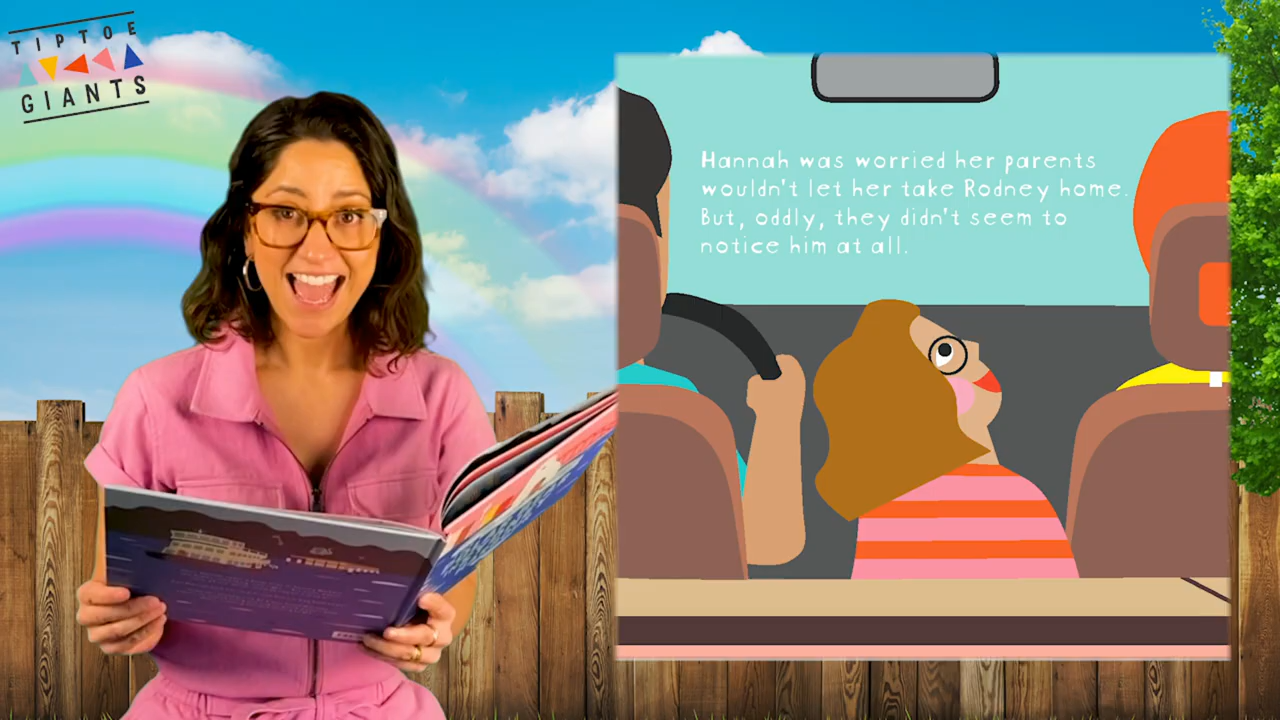 TIPTOE
GIANTS
Hannah was worried her parents
wouldn't let her take Rodney home.
But, oddly, they didn't seem to
notice him at all.